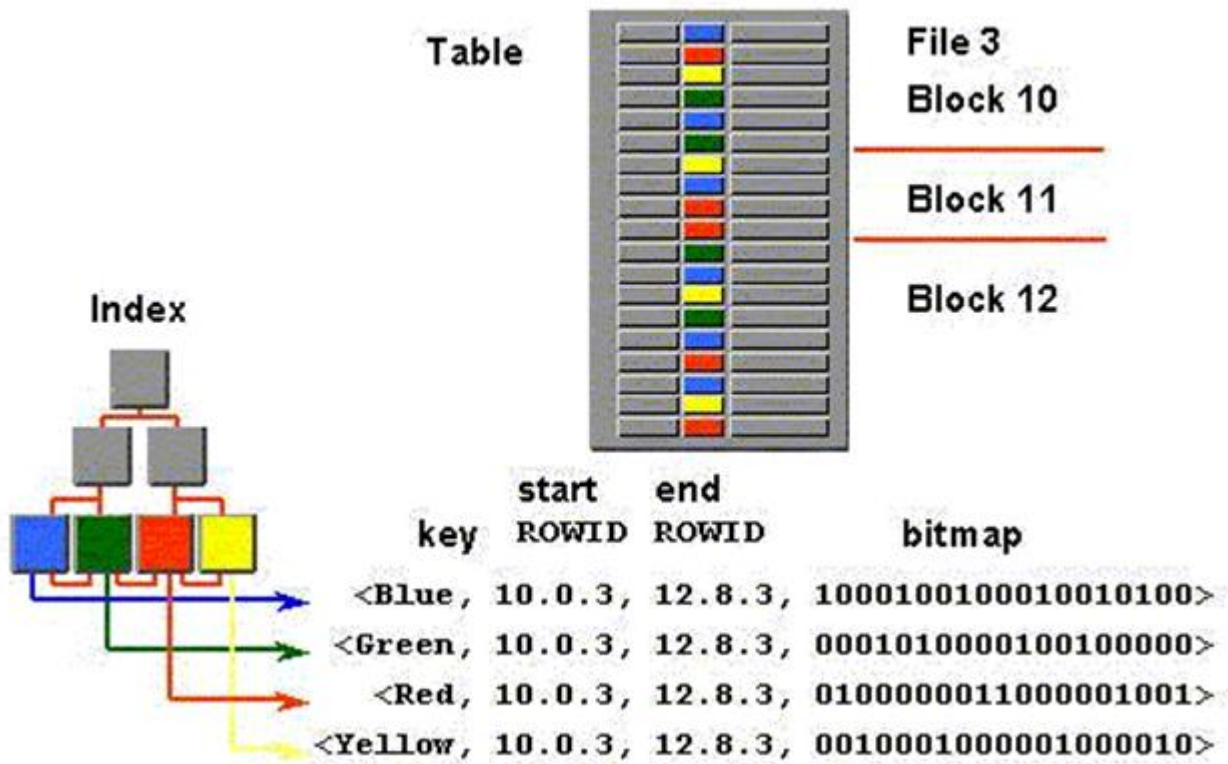 Table
File 3
Block 10
Block 11
Block 12
Index
start end
key ROWID ROWID bitmap
<Blue, 10.0.3, 12.8.3, 1000100100010010100>
<Green, 10.0.3, 12.8.3, 0001010000100100000>
<Red, 10.0.3, 12.8.3, 0100000011000001001>
<Yellow, 10.0.3, 12.8.3, 0010001000001000010>